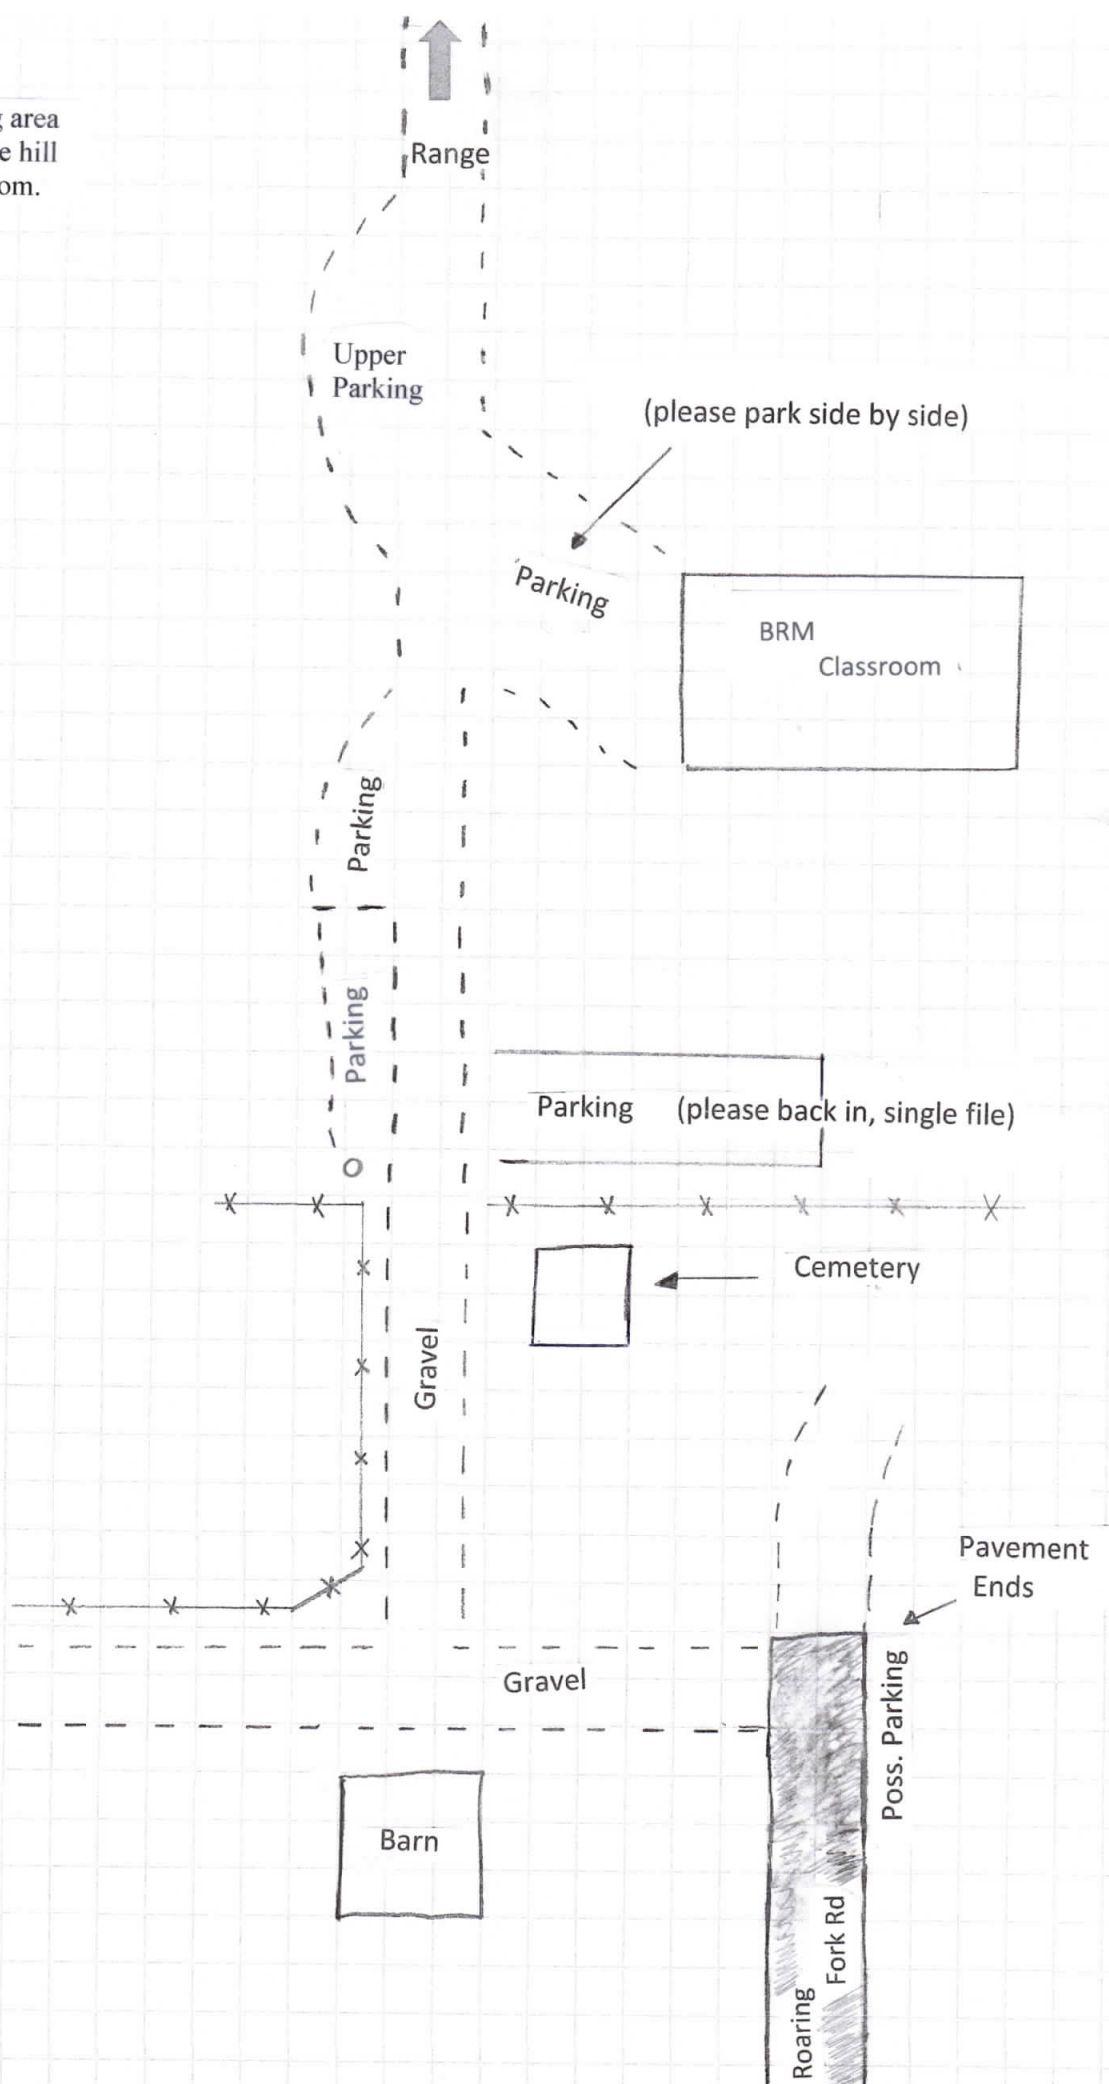 area
hill
Range
Upper
Parking
(please park side by side)
Parking
BRM
Classroom
Parking
Parking
Parking (please back in, single file)
Cemetery
Gravel
Pavement
Ends
Gravel
Poss. Parking
Barn
Roaring
Fork Rd